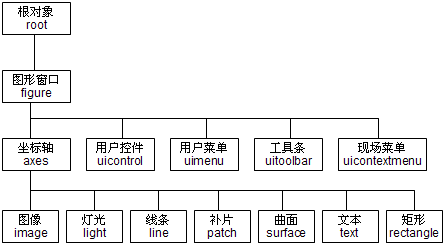 根对象
root
图形窗口
figure
坐标轴
axes
用户控件
uicontrol
用户菜单
uimenu
工具条
uitoolbar
现场菜单
uicontextmenu
图像
image
灯光
light
线条
line
补片
patch
曲面
surface
文本
text
矩形
rectangle